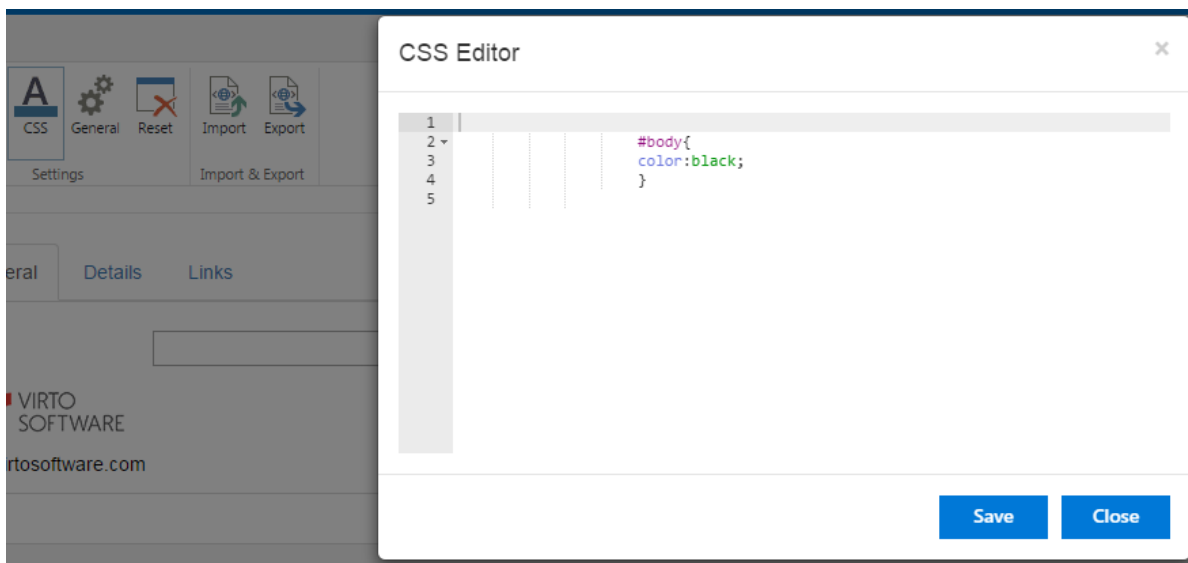 CSS Editor
×
A
CSS General Reset Import Export
Settings Import & Export
1
2 #body{
3 color:black;
4 }
5
eral Details Links
VIRTO
SOFTWARE
rtosoftware.com
Save Close